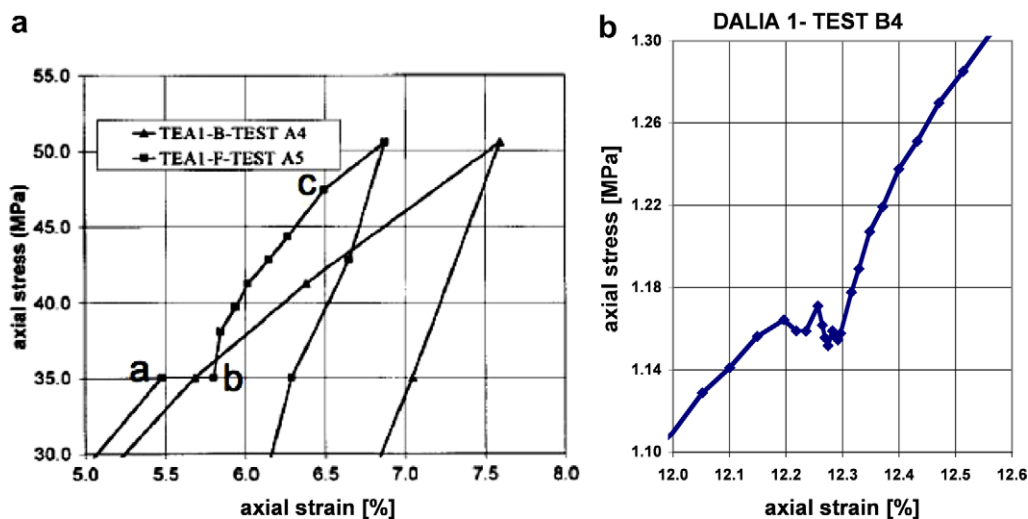 a
55.0
50.0
45.0
40.0
35.0
30.0
axial stress (MPa)
TEA1-B-TEST A4
TEA1-F-TEST A5
a
b
c
5.0 5.5 6.0 6.5 7.0 7.5 8.0
axial strain [%]
b
DALIA 1- TEST B4
1.30
1.26
1.22
1.18
1.14
1.10
axial stress [MPa]
12.0 12.1 12.2 12.3 12.4 12.5 12.6
axial strain [%]